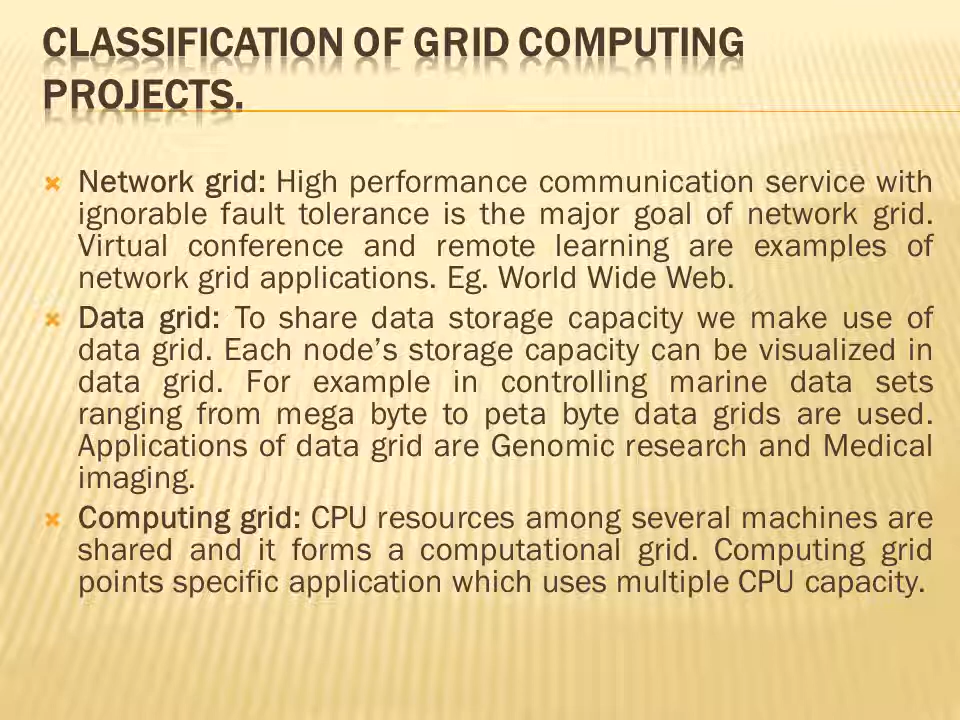 CLASSIFICATION OF GRID COMPUTING
PROJECTS.
Network grid: High performance communication service with
ignorable fault tolerance is the major goal of network grid.
Virtual conference and remote learning are examples of
network grid applications. Eg. World Wide Web.
Data grid: To share data storage capacity we make use of
data grid. Each node’s storage capacity can be visualized in
data grid. For example in controlling marine data sets
ranging from mega byte to peta byte data grids are used.
Applications of data grid are Genomic research and Medical
imaging.
Computing grid: CPU resources among several machines are
shared and it forms a computational grid. Computing grid
points specific application which uses multiple CPU capacity.